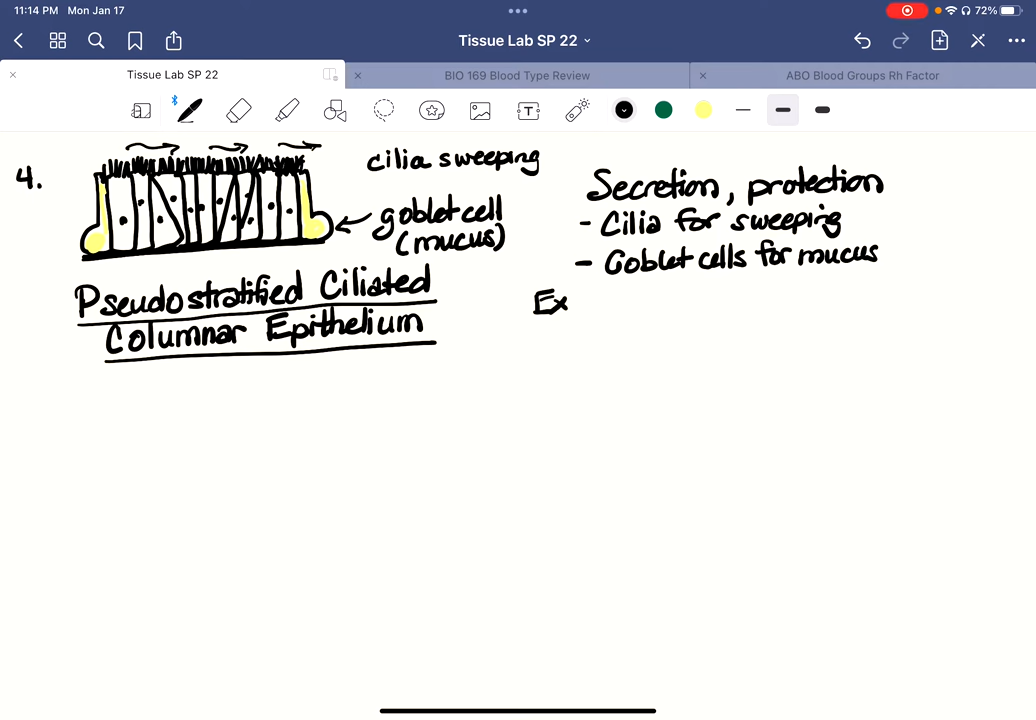 11:14 PM Mon Jan 17
72%
Tissue Lab SP 22
Tissue Lab SP 22
BIO 169 Blood Type Review
ABO Blood Groups Rh Factor
4.
cilia sweeping
goblet cell
(mucus)
Pseudostratified Ciliated
Columnar Epithelium
Secretion, protection
- Cilia for sweeping
- Goblet cells for mucus
Ex